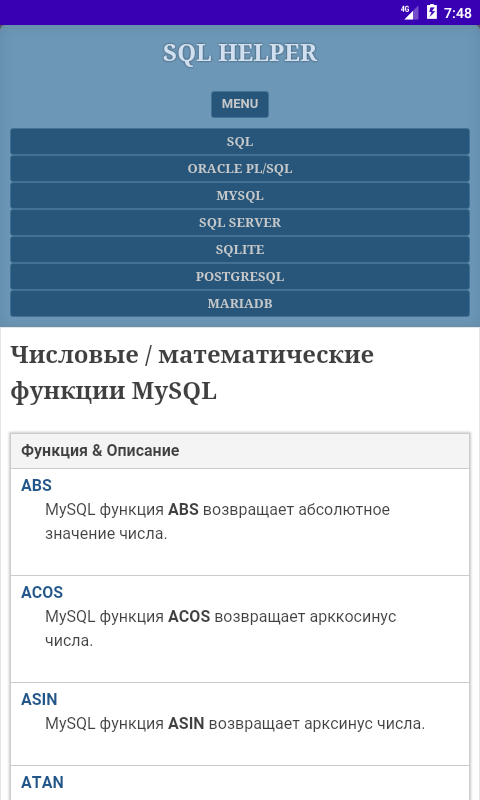 4G 7:48
SQL HELPER
MENU
SQL
ORACLE PL/SQL
MYSQL
SQL SERVER
SQLITE
POSTGRESQL
MARIADB
Числовые / математические
функции MySQL
Функция & Описание
ABS
MySQL функция ABS возвращает абсолютное
значение числа.
ACOS
MySQL функция ACOS возвращает арккосинус
числа.
ASIN
MySQL функция ASIN возвращает арксинус числа.
ATAN